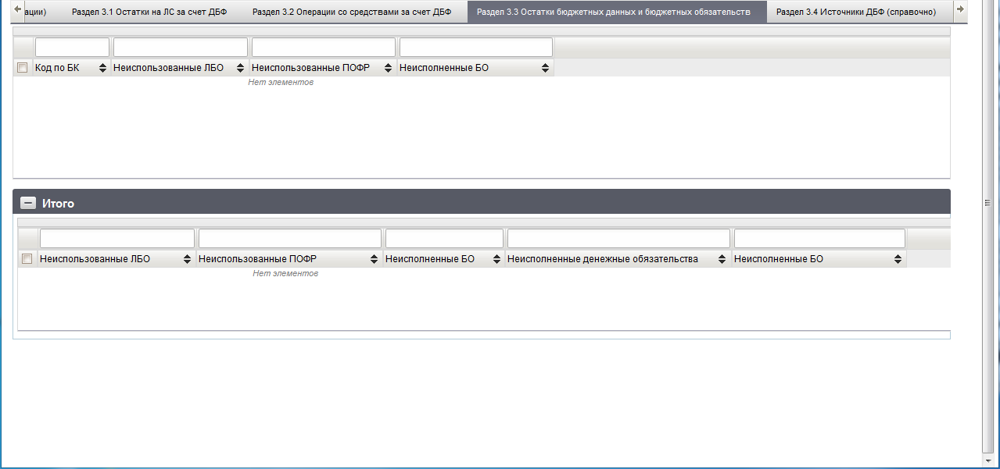 ации) Раздел 3.1 Остатки на ЛС за счет ДБФ Раздел 3.2 Операции со средствами за счет ДБФ Раздел 3.3 Остатки бюджетных данных и бюджетных обязательств Раздел 3.4 Источники ДБФ (справочно)
Код по БК Неиспользованные ЛБО Неиспользованные ПОФР Неисполненные БО
Нет элементов
Итого
Неиспользованные ЛБО Неиспользованные ПОФР Неисполненные БО Неисполненные денежные обязательства Неисполненные БО
Нет элементов